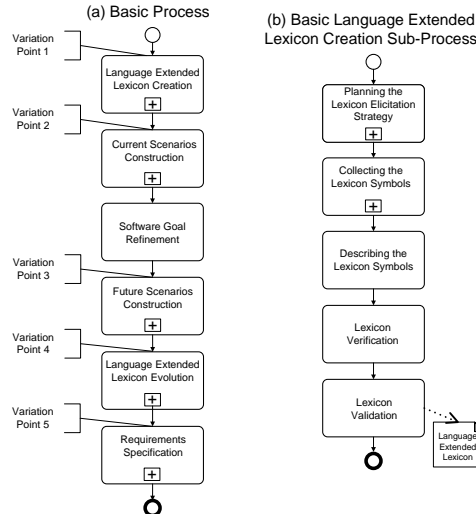 (a) Basic Process
Variation
Point 1
Language Extended
Lexicon Creation
Variation
Point 2
Current Scenarios
Construction
Software Goal
Refinement
Variation
Point 3
Future Scenarios
Construction
Variation
Point 4
Language Extended
Lexicon Evolution
Variation
Point 5
Requirements
Specification
(b) Basic Language Extended
Lexicon Creation Sub-Process
Planning the
Lexicon Elicitation
Strategy
Collecting the
Lexicon Symbols
Describing the
Lexicon Symbols
Lexicon
Verification
Lexicon
Validation
Language
Extended
Lexicon